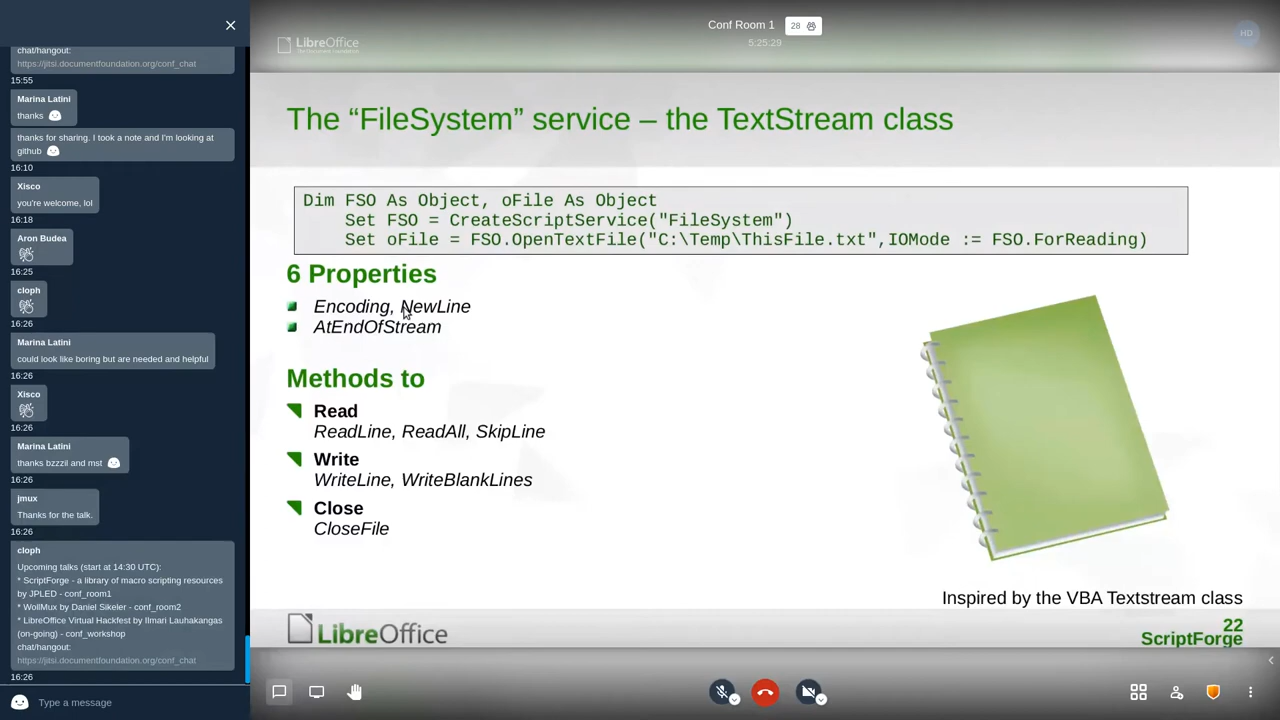 chat/hangout:
https://jitsi.documentfoundation.org/conf_chat
15:55
Marina Latini
thanks
thanks for sharing. I took a note and I'm looking at
github
16:10
Xisco
you're welcome, lol
16:18
Aron Budea
16:25
cloph
16:26
Marina Latini
could look like boring but are needed and helpful
16:26
Xisco
16:26
Marina Latini
thanks bzzzil and mst
16:26
jmux
Thanks for the talk.
16:26
cloph
Upcoming talks (start at 14:30 UTC):
* ScriptForge - a library of macro scripting resources
by JPLED - conf_room1
* WollMux by Daniel Sikeler - conf_room2
* LibreOffice Virtual Hackfest by Ilmari Lauhakangas
(on-going) - conf_workshop
chat/hangout:
https://jitsi.documentfoundation.org/conf_chat
16:26
Type a message
LibreOffice
The Document Foundation
Conf Room 1
28
5:25:29
HD
The “FileSystem” service – the TextStream class
Dim FSO As Object, oFile As Object
Set FSO = CreateScriptService("FileSystem")
Set oFile = FSO.OpenTextFile("C:\Temp\ThisFile.txt",IOMode := FSO.ForReading)
6 Properties
Encoding, NewLine
AtEndOfStream
Methods to
Read
ReadLine, ReadAll, SkipLine
Write
WriteLine, WriteBlankLines
Close
CloseFile
Inspired by the VBA Textstream class
LibreOffice
22
ScriptForge